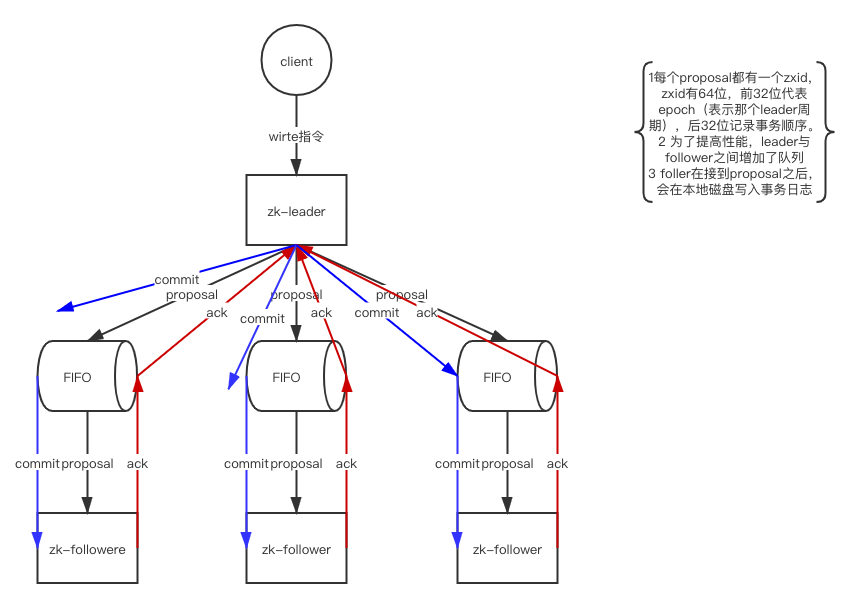 client
wirte指令
zk-leader
1每个proposal都有一个zxid,
zxid有64位，前32位代表
epoch（表示那个leader周
期），后32位记录事务顺序。
2 为了提高性能，leader与
follower之间增加了队列
3 foller在接到proposal之后，
会在本地磁盘写入事务日志
commit
proposal
ack
commit
proposal
ack
proposal
commit
ack
FIFO
FIFO
FIFO
commit proposal ack
commit proposal ack
commit proposal ack
zk-followere
zk-follower
zk-follower